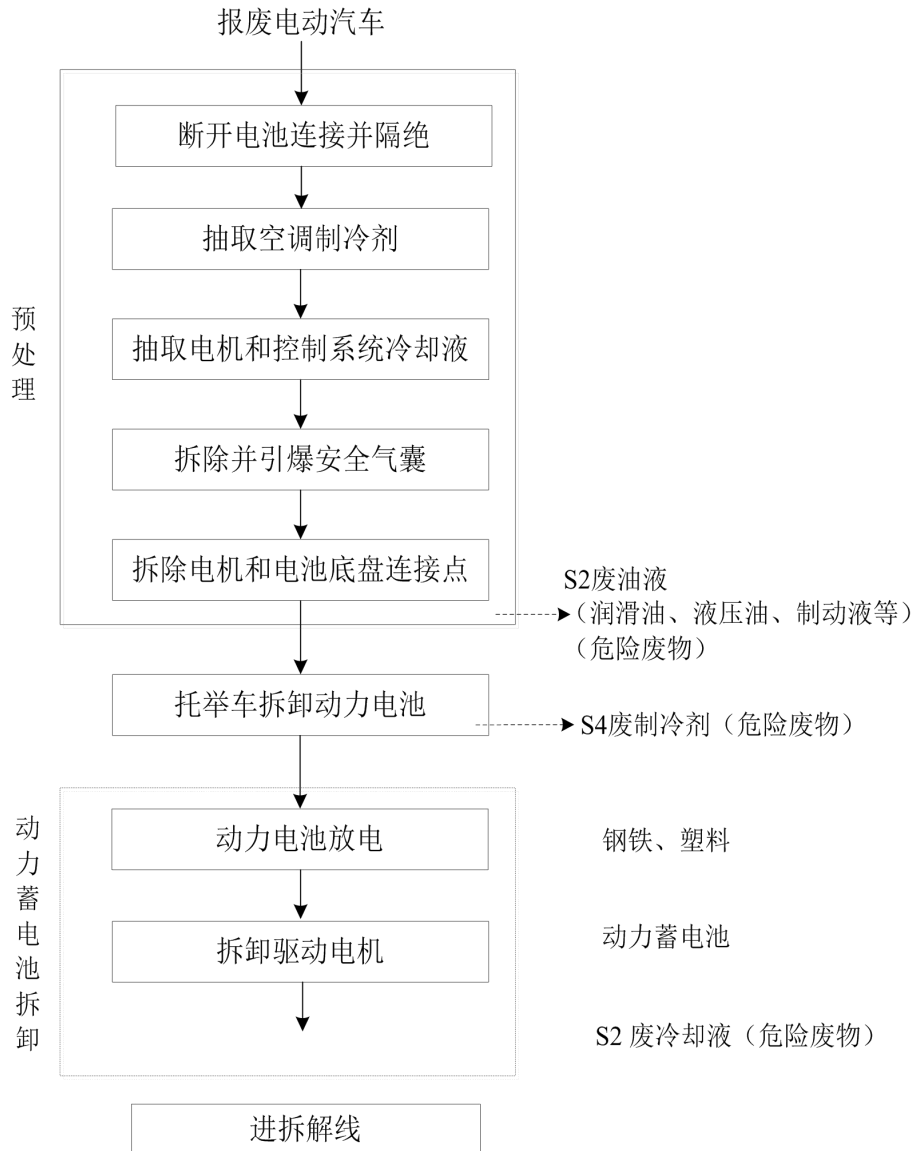 报废电动汽车
断开电池连接并隔绝
抽取空调制冷剂
抽取电机和控制系统冷却液
预处理
拆除并引爆安全气囊
拆除电机和电池底盘连接点
S2废油液
（润滑油、液压油、制动液等）
（危险废物）
托举车拆卸动力电池
S4废制冷剂（危险废物）
动力蓄电池拆卸
动力电池放电
钢铁、塑料
拆卸驱动电机
动力蓄电池
S2 废冷却液（危险废物）
进拆解线